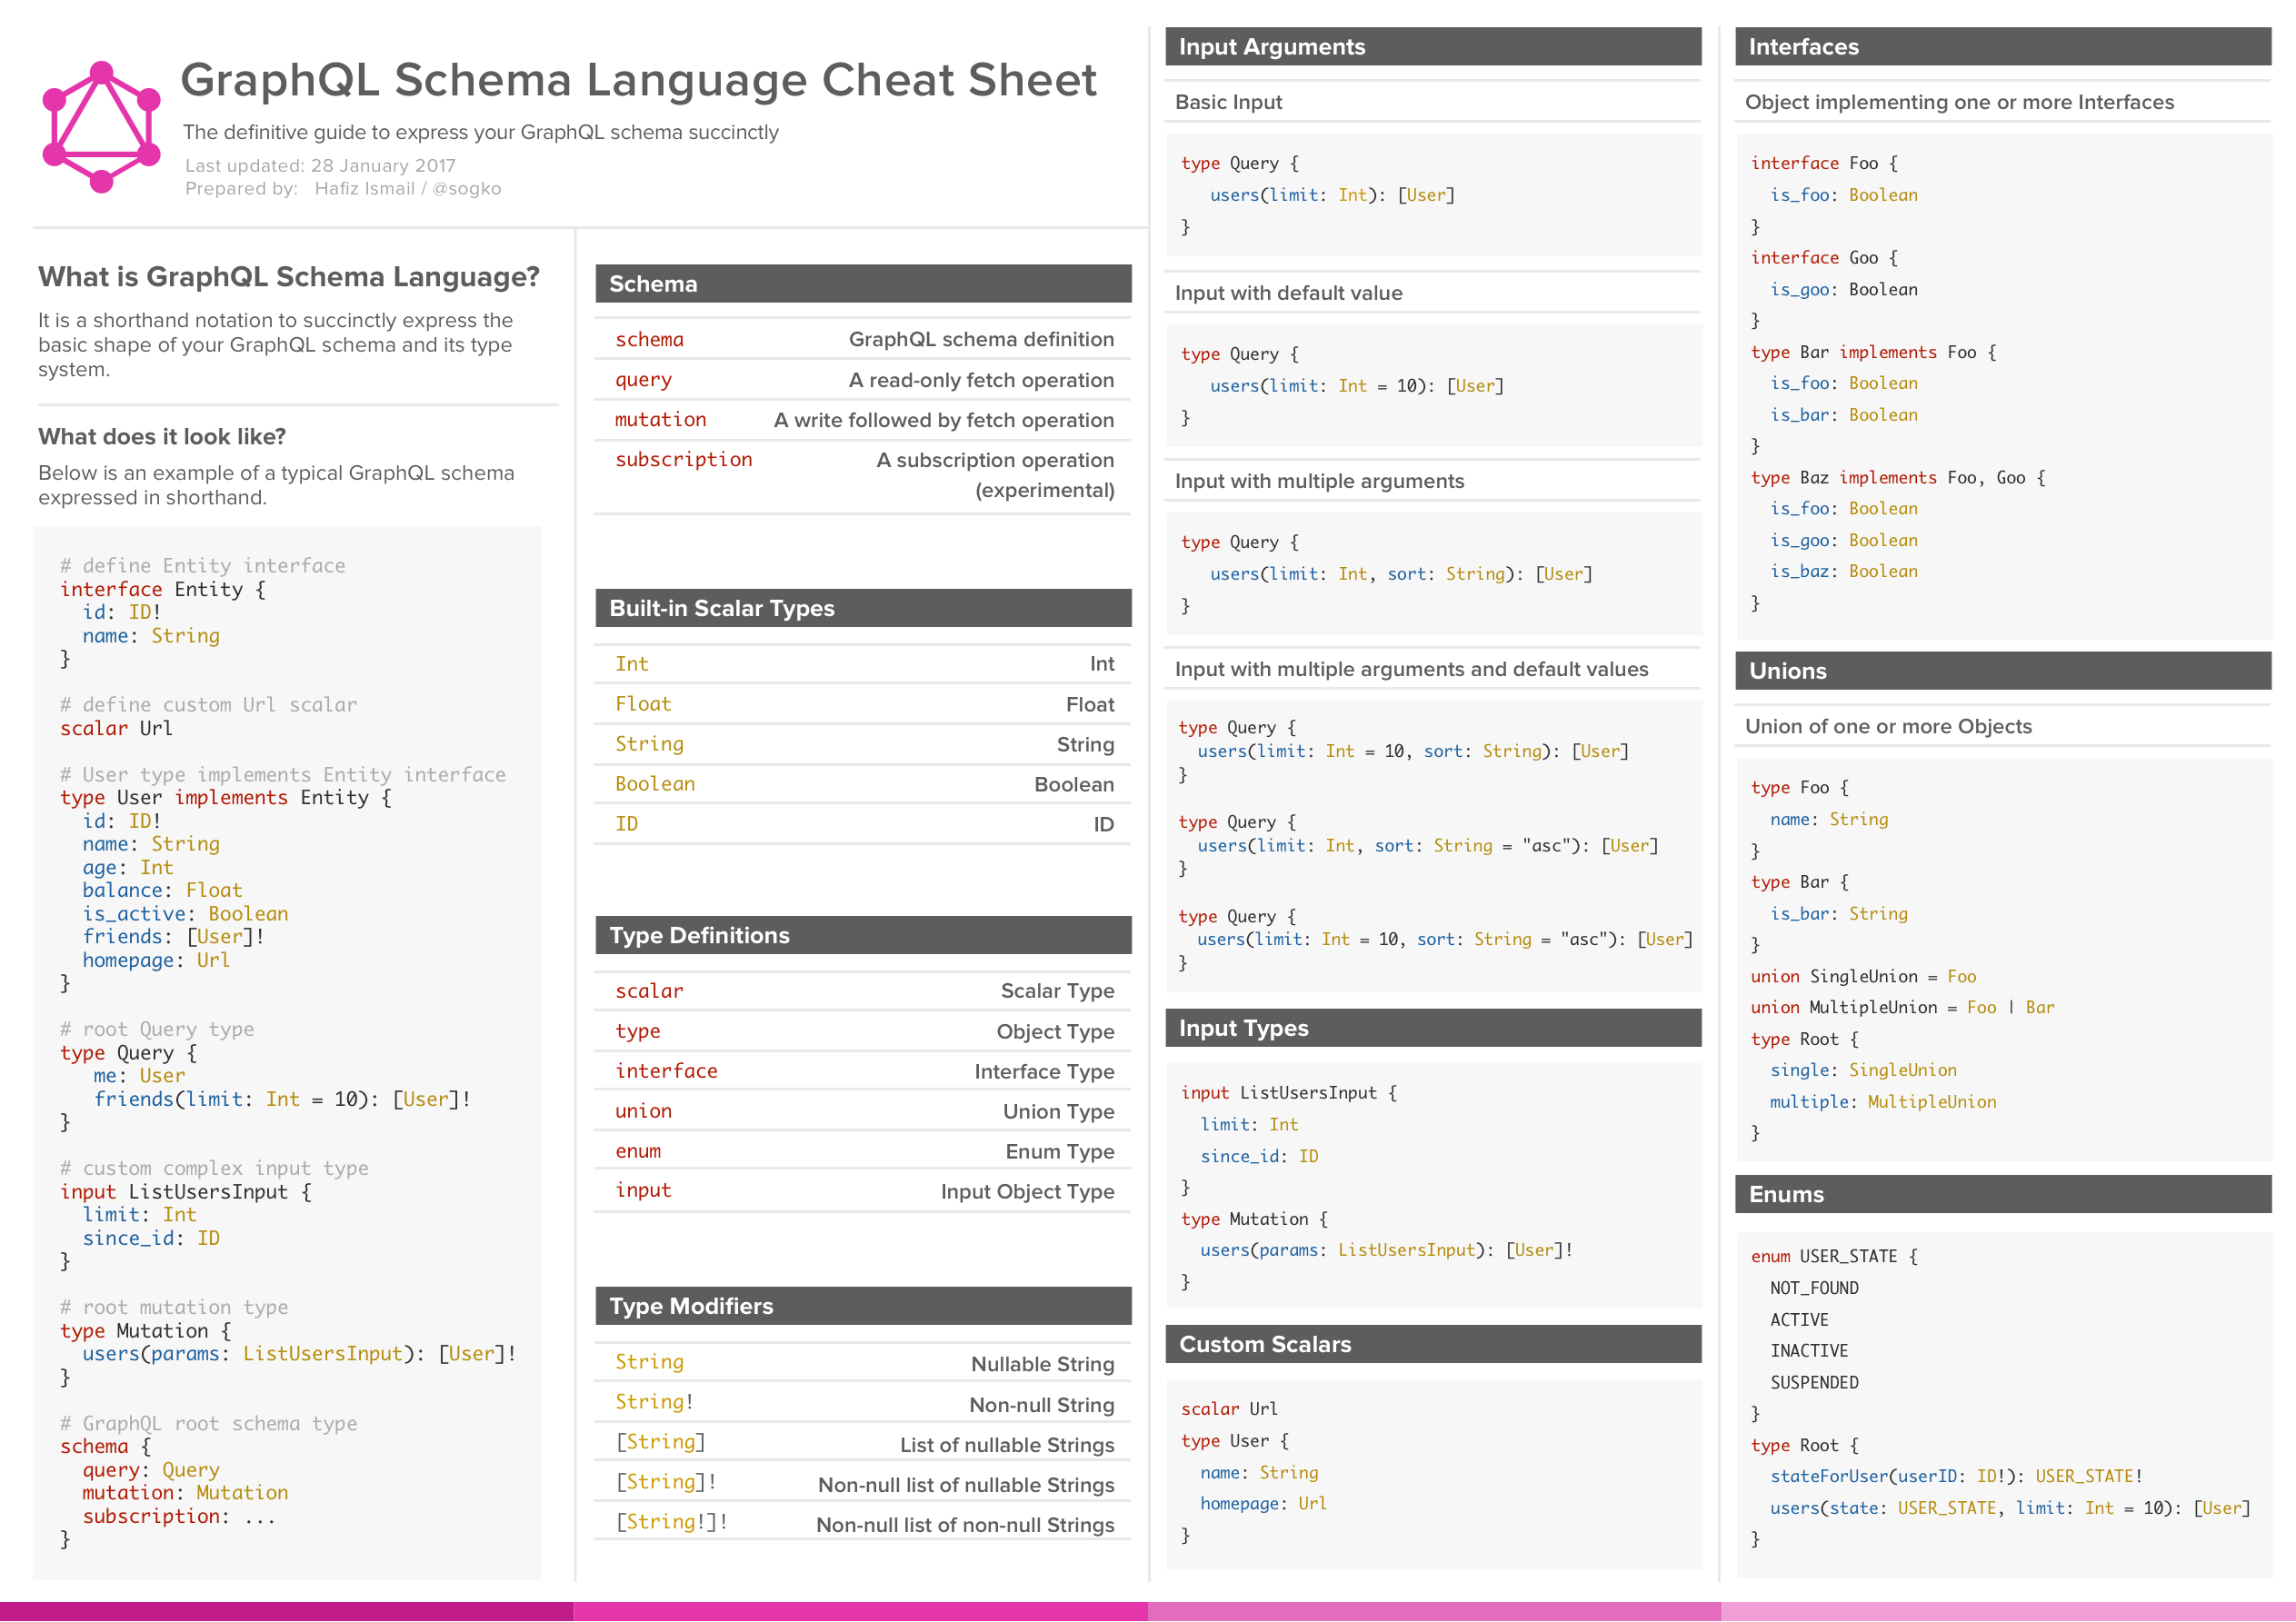 GraphQL Schema Language Cheat Sheet
The definitive guide to express your GraphQL schema succinctly
Last updated: 28 January 2017
Prepared by: Hafiz Ismail / @sogko
What is GraphQL Schema Language?
It is a shorthand notation to succinctly express the
basic shape of your GraphQL schema and its type
system.
What does it look like?
Below is an example of a typical GraphQL schema
expressed in shorthand.
# define Entity interface
interface Entity {
  id: ID!
  name: String
}
# define custom Url scalar
scalar Url
# User type implements Entity interface
type User implements Entity {
  id: ID!
  name: String
  age: Int
  balance: Float
  is_active: Boolean
  friends: [User]!
  homepage: Url
}
# root Query type
type Query {
   me: User
   friends(limit: Int = 10): [User]!
}
# custom complex input type
input ListUsersInput {
  limit: Int
  since_id: ID
}
# root mutation type
type Mutation {
  users(params: ListUsersInput): [User]!
}
# GraphQL root schema type
schema {
  query: Query
  mutation: Mutation
  subscription: ...
}
Schema
schema GraphQL schema definition
query A read-only fetch operation
mutation A write followed by fetch operation
subscription A subscription operation
(experimental)
Built-in Scalar Types
Int Int
Float Float
String String
Boolean Boolean
ID ID
Type Definitions
scalar Scalar Type
type Object Type
interface Interface Type
union Union Type
enum Enum Type
input Input Object Type
Type Modifiers
String Nullable String
String! Non-null String
[String] List of nullable Strings
[String]! Non-null list of nullable Strings
[String!]! Non-null list of non-null Strings
Input Arguments
Basic Input
type Query {
   users(limit: Int): [User]
}
Input with default value
type Query {
   users(limit: Int = 10): [User]
}
Input with multiple arguments
type Query {
   users(limit: Int, sort: String): [User]
}
Input with multiple arguments and default values
type Query {
  users(limit: Int = 10, sort: String): [User]
}
type Query {
  users(limit: Int, sort: String = "asc"): [User]
}
type Query {
  users(limit: Int = 10, sort: String = "asc"): [User]
}
Input Types
input ListUsersInput {
  limit: Int
  since_id: ID
}
type Mutation {
  users(params: ListUsersInput): [User]!
}
Custom Scalars
scalar Url
type User {
  name: String
  homepage: Url
}
Interfaces
Object implementing one or more Interfaces
interface Foo {
  is_foo: Boolean
}
interface Goo {
  is_goo: Boolean
}
type Bar implements Foo {
  is_foo: Boolean
  is_bar: Boolean
}
type Baz implements Foo, Goo {
  is_foo: Boolean
  is_goo: Boolean
  is_baz: Boolean
}
Unions
Union of one or more Objects
type Foo {
  name: String
}
type Bar {
  is_bar: String
}
union SingleUnion = Foo
union MultipleUnion = Foo | Bar
type Root {
  single: SingleUnion
  multiple: MultipleUnion
}
Enums
enum USER_STATE {
  NOT_FOUND
  ACTIVE
  INACTIVE
  SUSPENDED
}
type Root {
  stateForUser(userID: ID!): USER_STATE!
  users(state: USER_STATE, limit: Int = 10): [User]
}